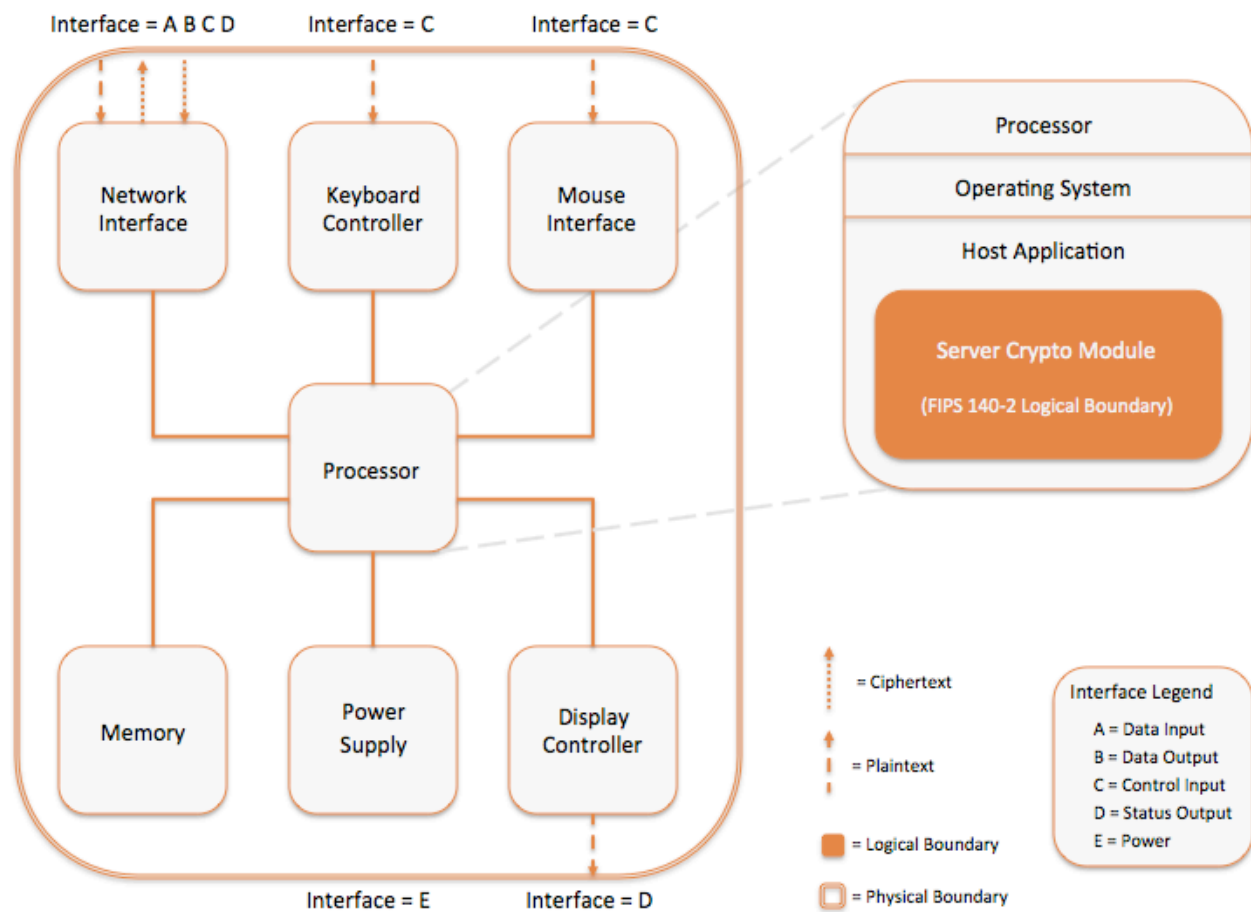 Interface = A B C D
Interface = C
Interface = C
Network
Interface
Keyboard
Controller
Mouse
Interface
Processor
Memory
Power
Supply
Display
Controller
Interface = E
Interface = D
Processor
Operating System
Host Application
Server Crypto Module
(FIPS 140-2 Logical Boundary)
= Ciphertext
= Plaintext
= Logical Boundary
= Physical Boundary
Interface Legend
A = Data Input
B = Data Output
C = Control Input
D = Status Output
E = Power